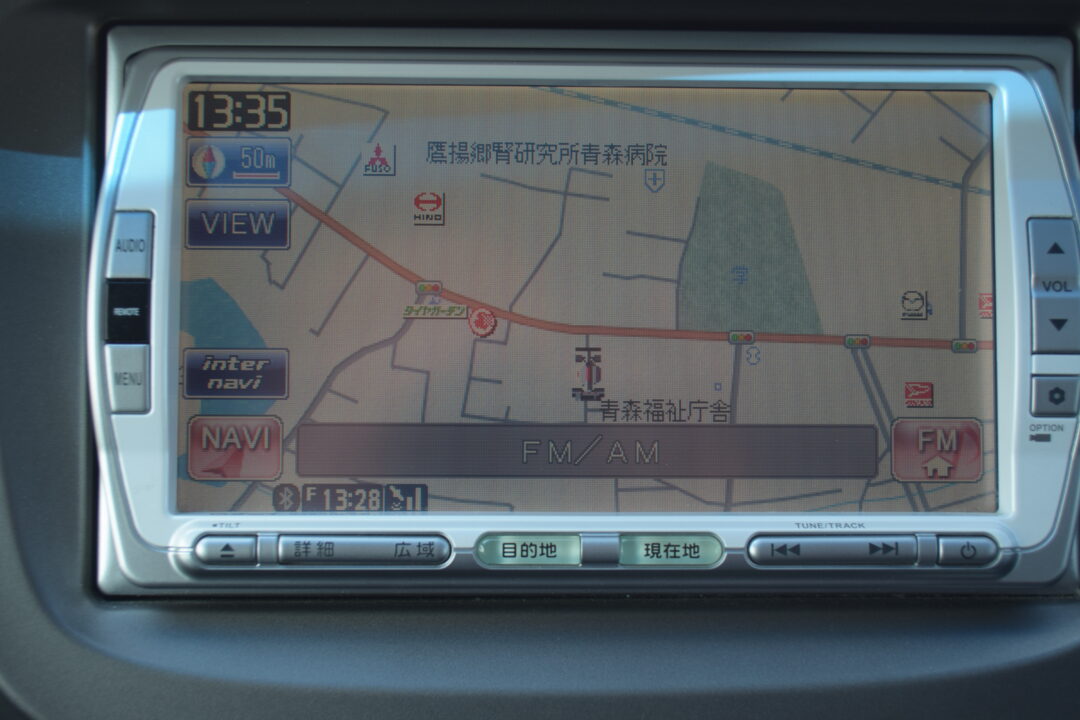 13:35
50m
FUSO
鷹揚郷腎研究所青森病院
HINO
VIEW
AUDIO
学
VOL
REMOTE
タイヤガーデン
inter navi
MENU
青森福祉庁舎
OPTION
NAVI
FM/AM
FM
F 13:28
TILT
TUNE/TRACK
詳細
広域
目的地
現在地